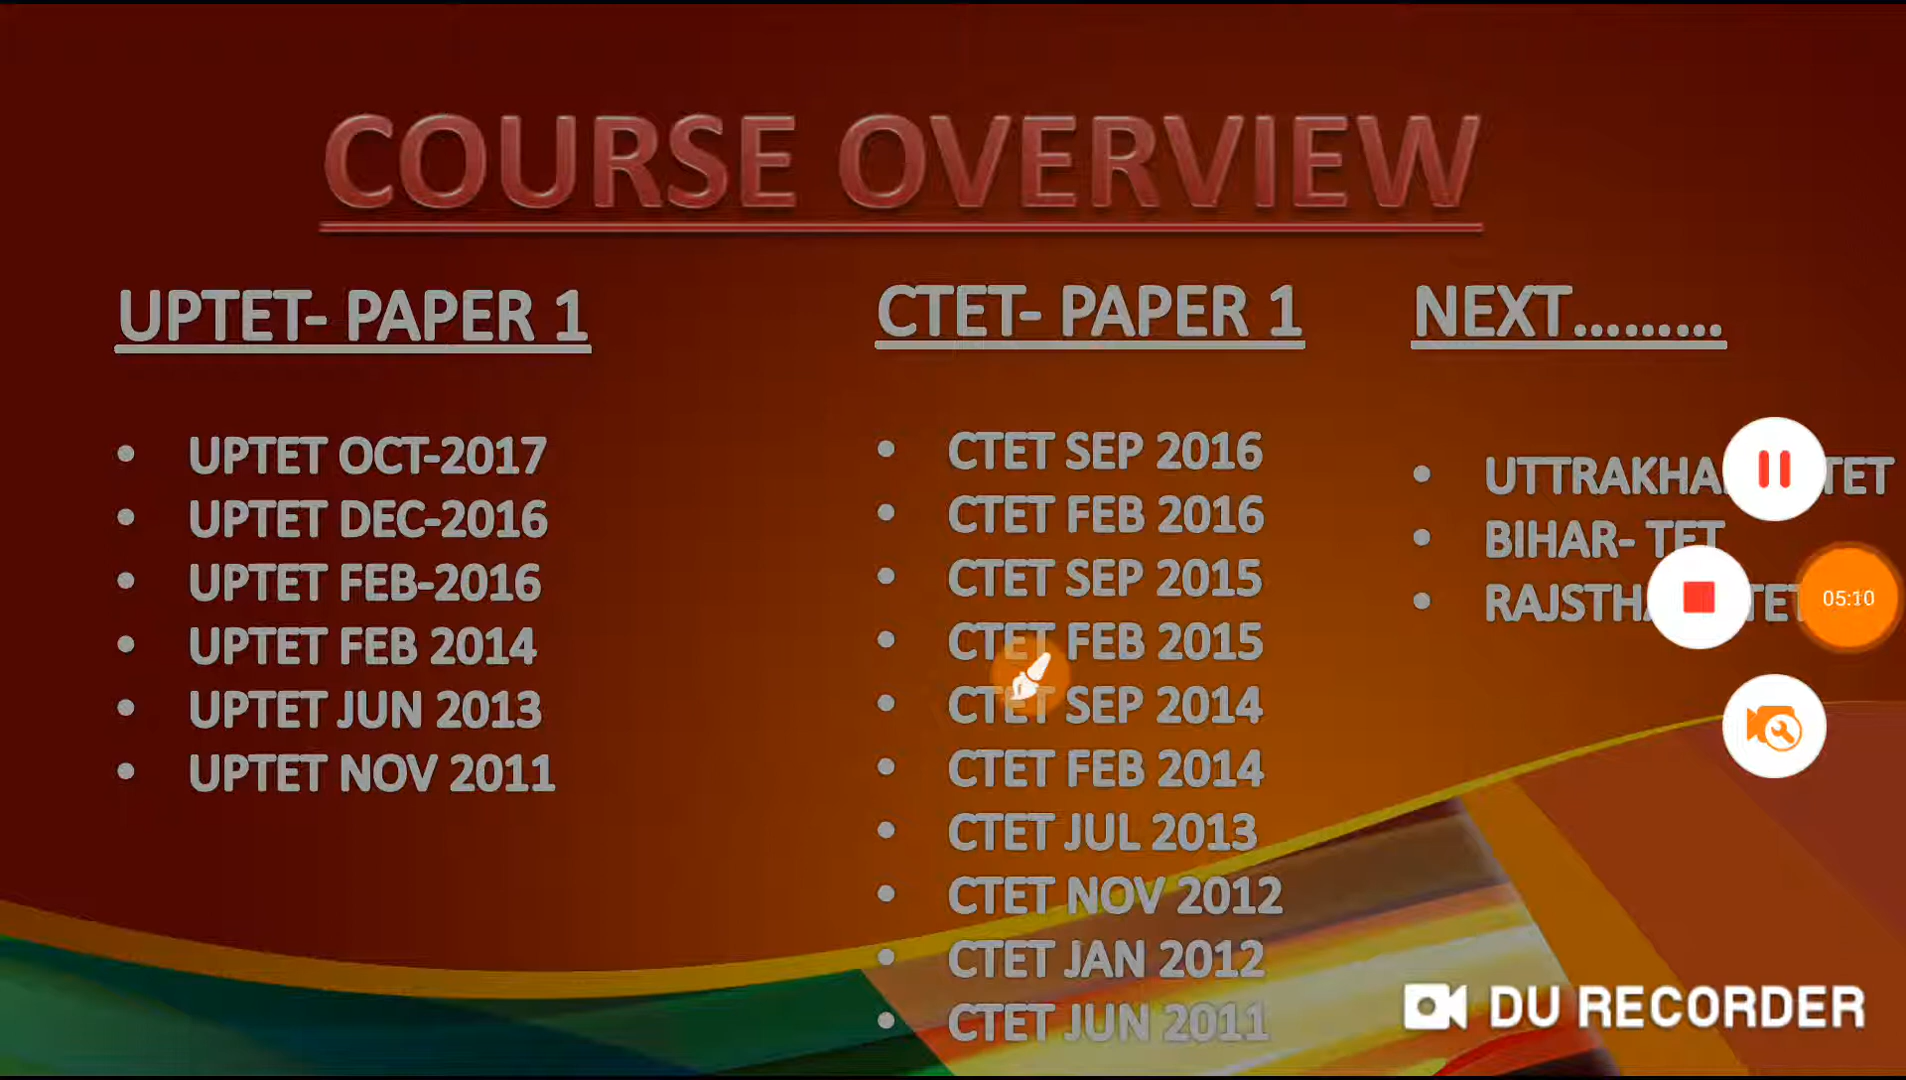 COURSE OVERVIEW
UPTET- PAPER 1
UPTET OCT-2017
UPTET DEC-2016
UPTET FEB-2016
UPTET FEB 2014
UPTET JUN 2013
UPTET NOV 2011
CTET- PAPER 1
CTET SEP 2016
CTET FEB 2016
CTET SEP 2015
CTET FEB 2015
CTET SEP 2014
CTET FEB 2014
CTET JUL 2013
CTET NOV 2012
CTET JAN 2012
CTET JUN 2011
NEXT.........
TET
BIHAR- TET
05:10
DU RECORDER